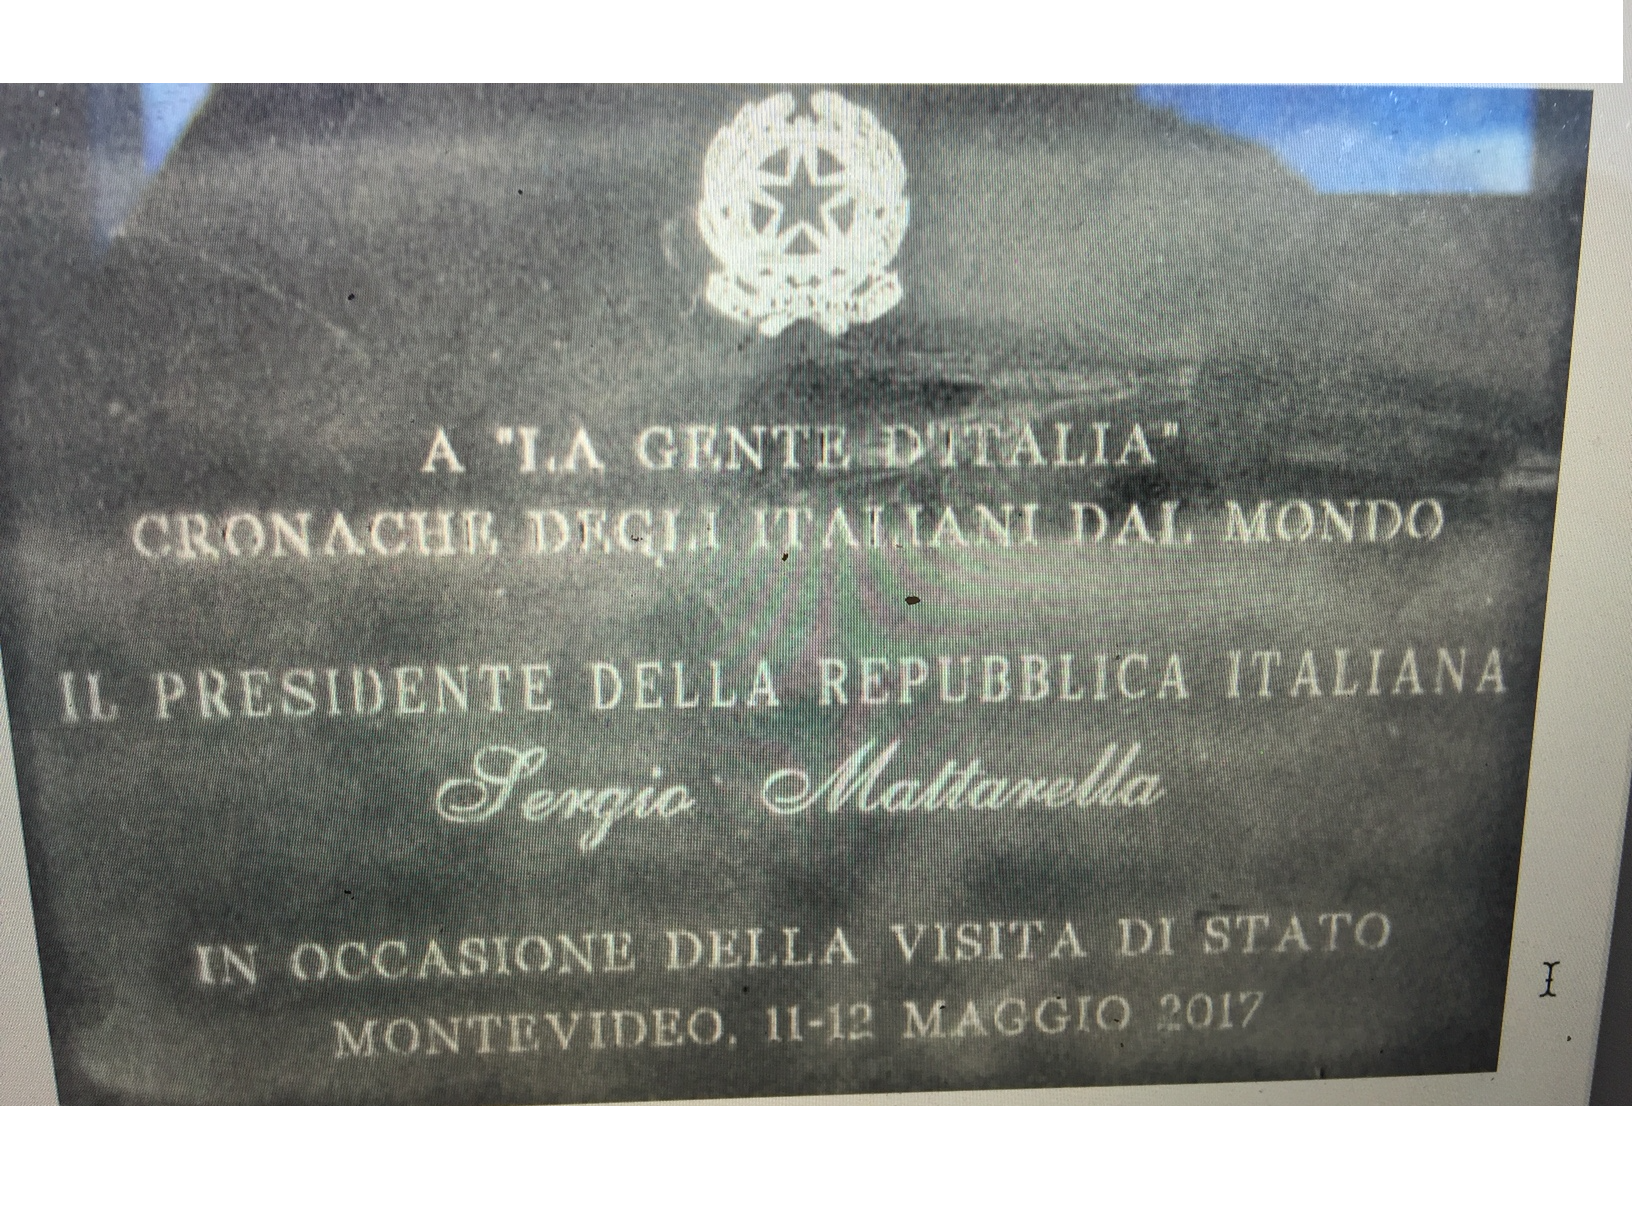 A "LA GENTE D'ITALIA"
CRONACHE DEGLI ITALIANI DAL MONDO
IL PRESIDENTE DELLA REPUBBLICA ITALIANA
Sergio Mattarella
IN OCCASIONE DELLA VISITA DI STATO
MONTEVIDEO, 11-12 MAGGIO 2017